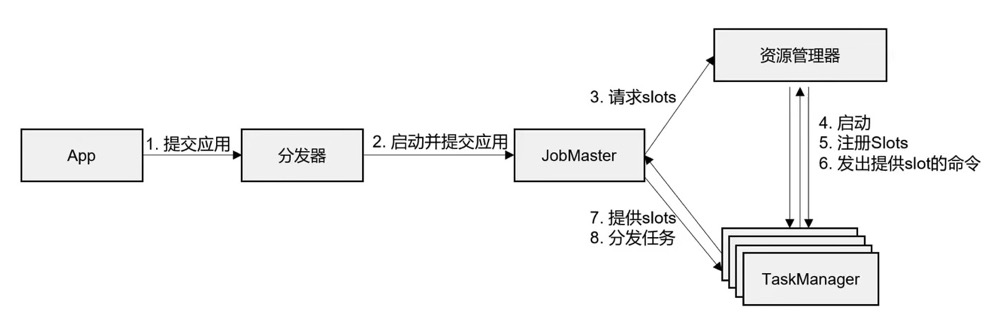 资源管理器
3. 请求slots
App
1. 提交应用
分发器
2. 启动并提交应用
JobMaster
4. 启动
5. 注册Slots
6. 发出提供slot的命令
7. 提供slots
8. 分发任务
TaskManager